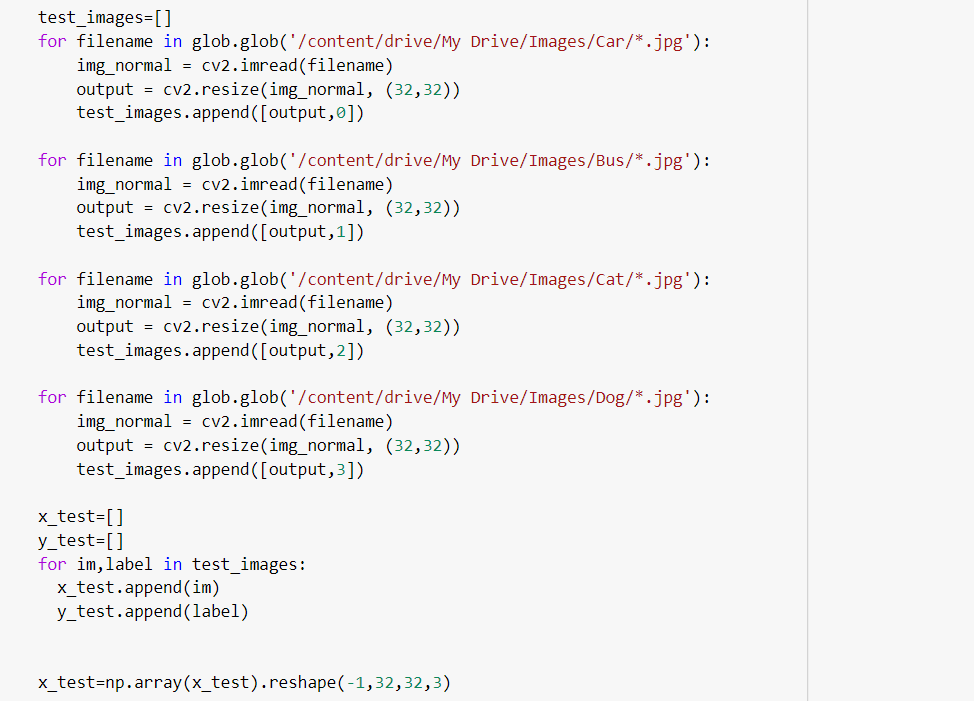 test_images=[]
for filename in glob.glob('/content/drive/My Drive/Images/Car/*.jpg'):
    img_normal = cv2.imread(filename)
    output = cv2.resize(img_normal, (32,32))
    test_images.append([output,0])

for filename in glob.glob('/content/drive/My Drive/Images/Bus/*.jpg'):
    img_normal = cv2.imread(filename)
    output = cv2.resize(img_normal, (32,32))
    test_images.append([output,1])

for filename in glob.glob('/content/drive/My Drive/Images/Cat/*.jpg'):
    img_normal = cv2.imread(filename)
    output = cv2.resize(img_normal, (32,32))
    test_images.append([output,2])

for filename in glob.glob('/content/drive/My Drive/Images/Dog/*.jpg'):
    img_normal = cv2.imread(filename)
    output = cv2.resize(img_normal, (32,32))
    test_images.append([output,3])

x_test=[]
y_test=[]
for im,label in test_images:
  x_test.append(im)
  y_test.append(label)


x_test=np.array(x_test).reshape(-1,32,32,3)